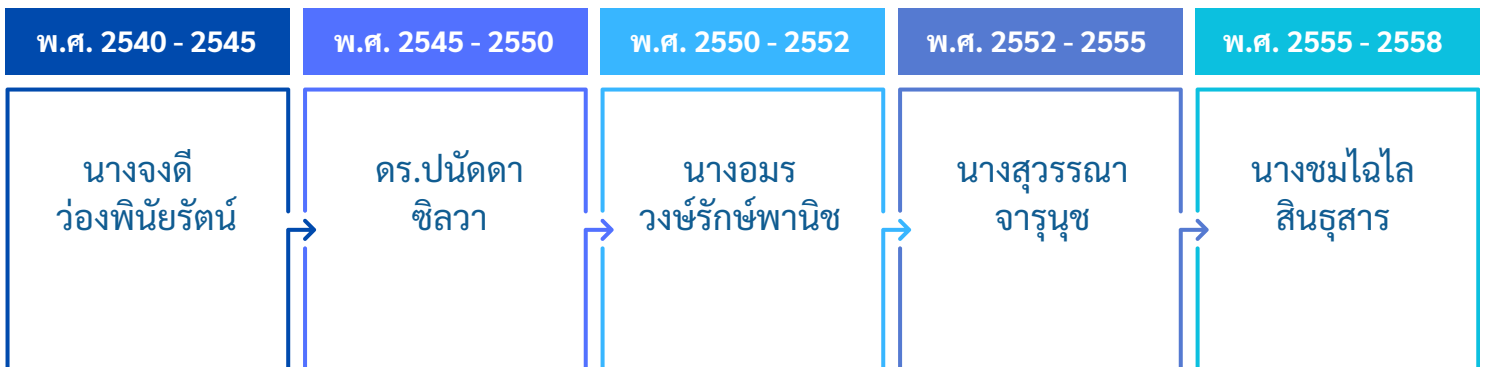 พ.ศ. 2540 - 2545
นางจงดี
ว่องพินัยรัตน์
พ.ศ. 2545 - 2550
ดร.ปนัดดา
ซิลวา
พ.ศ. 2550 - 2552
นางอมร
วงษ์รักษ์พานิช
พ.ศ. 2552 - 2555
นางสุวรรณา
จารุนุช
พ.ศ. 2555 - 2558
นางชมไฉไล
สินธุสาร